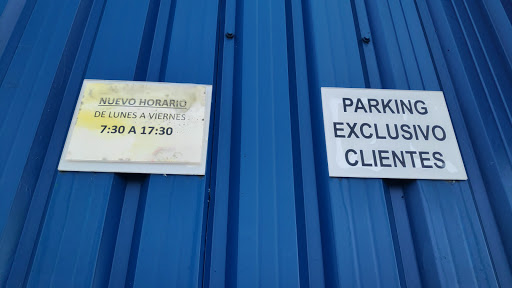 NUEVO HORARIO
DE LUNES A VIERNES
7:30 A 17:30
PARKING
EXCLUSIVO
CLIENTES